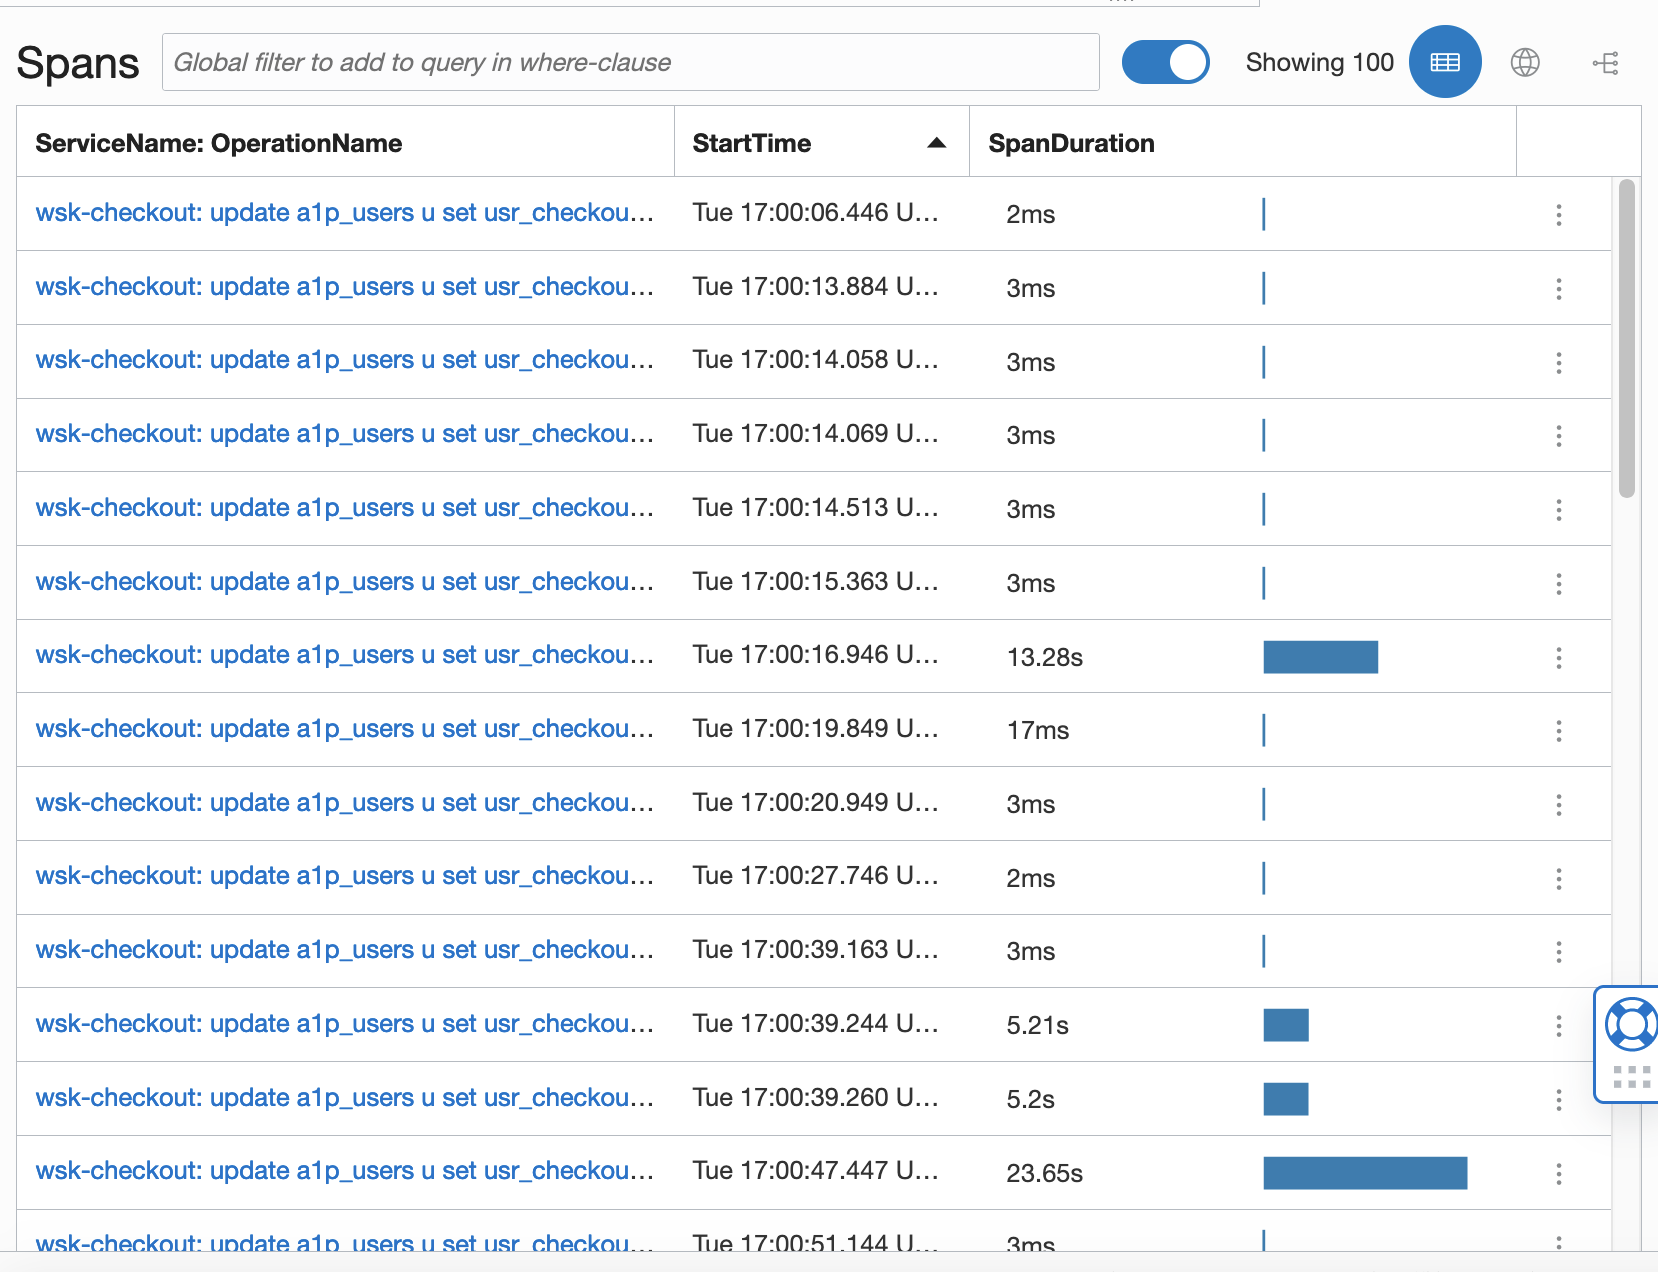 Spans
Global filter to add to query in where-clause
Showing 100
ServiceName: OperationName StartTime SpanDuration
wsk-checkout: update a1p_users u set usr_checkou... Tue 17:00:06.446 U... 2ms
wsk-checkout: update a1p_users u set usr_checkou... Tue 17:00:13.884 U... 3ms
wsk-checkout: update a1p_users u set usr_checkou... Tue 17:00:14.058 U... 3ms
wsk-checkout: update a1p_users u set usr_checkou... Tue 17:00:14.069 U... 3ms
wsk-checkout: update a1p_users u set usr_checkou... Tue 17:00:14.513 U... 3ms
wsk-checkout: update a1p_users u set usr_checkou... Tue 17:00:15.363 U... 3ms
wsk-checkout: update a1p_users u set usr_checkou... Tue 17:00:16.946 U... 13.28s
wsk-checkout: update a1p_users u set usr_checkou... Tue 17:00:19.849 U... 17ms
wsk-checkout: update a1p_users u set usr_checkou... Tue 17:00:20.949 U... 3ms
wsk-checkout: update a1p_users u set usr_checkou... Tue 17:00:27.746 U... 2ms
wsk-checkout: update a1p_users u set usr_checkou... Tue 17:00:39.163 U... 3ms
wsk-checkout: update a1p_users u set usr_checkou... Tue 17:00:39.244 U... 5.21s
wsk-checkout: update a1p_users u set usr_checkou... Tue 17:00:39.260 U... 5.2s
wsk-checkout: update a1p_users u set usr_checkou... Tue 17:00:47.447 U... 23.65s
wsk-checkout: update a1p_users u set usr_checkou... Tue 17:00:51.144 U... 3ms